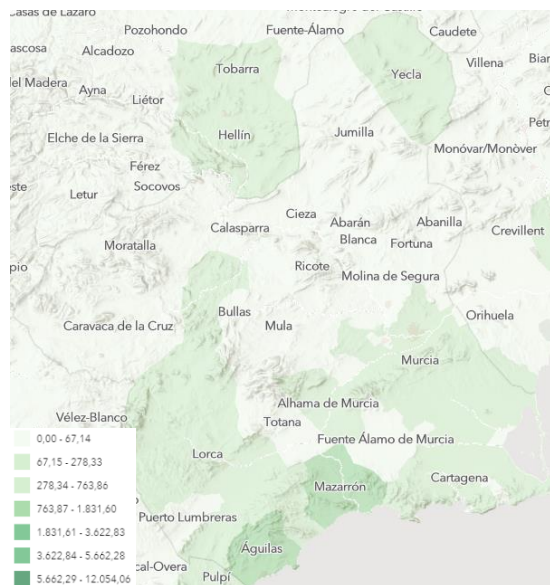 Casas de Lázaro
Pozohondo
Fuente-Álamo
Caudete
Alcadozo
Tobarra
Yecla
Villena
del Madera
Ayna
Liétor
Hellín
Jumilla
Elche de la Sierra
Monóvar/Monòver
Férez
Letur
Socovos
Cieza
Calasparra
Abarán
Abanilla
Blanca
Fortuna
Crevillent
Moratalla
Ricote
Molina de Segura
Bullas
Orihuela
Caravaca de la Cruz
Mula
Murcia
Alhama de Murcia
Vélez-Blanco
Totana
Fuente Álamo de Murcia
0,00 - 67,14
67,15 - 278,33
Lorca
Cartagena
278,34 - 763,86
Mazarrón
763,87 - 1.831,60
Puerto Lumbreras
1.831,61 - 3.622,83
3.622,84 - 5.662,28
Águilas
cal-Overa
5.662,29 - 12.054,06
Pulpí